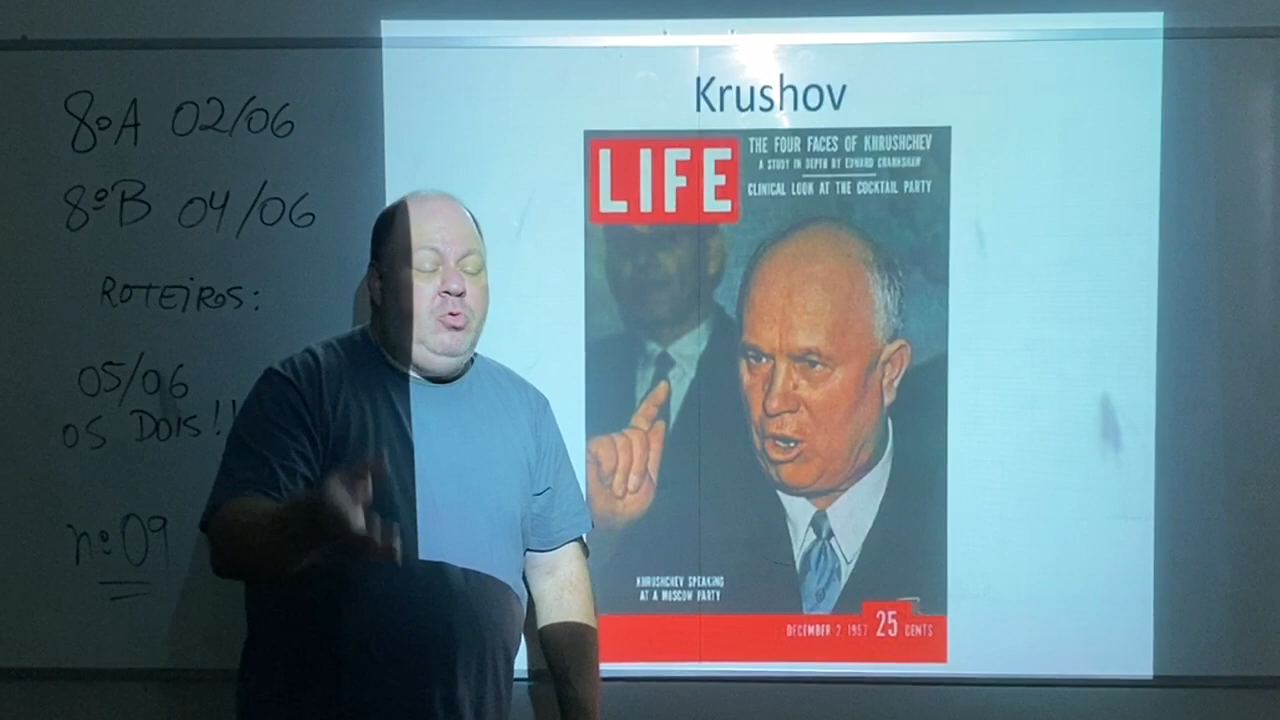 8ºA 02/06
8ºB 04/06
ROTEIROS:
05/06
OS DOIS!!
nº 09
Krushov
LIFE
THE FOUR FACES OF KHRUSHCHEV
A STUDY IN DEPTH BY EDWARD CRANKSHAW
CLINICAL LOOK AT THE COCKTAIL PARTY
KHRUSHCHEV SPEAKING
AT A MOSCOW PARTY
DECEMBER 2, 1957 25 CENTS